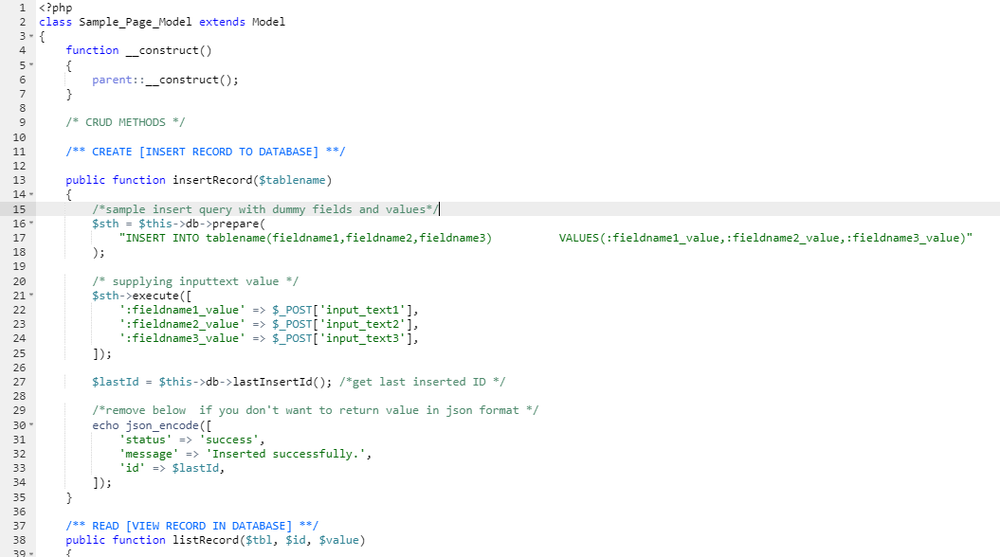 1 <?php
2 class Sample_Page_Model extends Model
3 {
4     function __construct()
5     {
6         parent::__construct();
7     }
8
9     /* CRUD METHODS */
10
11     /** CREATE [INSERT RECORD TO DATABASE] **/
12
13     public function insertRecord($tablename)
14     {
15         /*sample insert query with dummy fields and values*/
16         $sth = $this->db->prepare(
17             "INSERT INTO tablename(fieldname1,fieldname2,fieldname3)          VALUES(:fieldname1_value,:fieldname2_value,:fieldname3_value)"
18         );
19
20         /* supplying inputtext value */
21         $sth->execute([
22             ':fieldname1_value' => $_POST['input_text1'],
23             ':fieldname2_value' => $_POST['input_text2'],
24             ':fieldname3_value' => $_POST['input_text3'],
25         ]);
26
27         $lastId = $this->db->lastInsertId(); /*get last inserted ID */
28
29         /*remove below  if you don't want to return value in json format */
30         echo json_encode([
31             'status' => 'success',
32             'message' => 'Inserted successfully.',
33             'id' => $lastId,
34         ]);
35     }
36
37     /** READ [VIEW RECORD IN DATABASE] **/
38     public function listRecord($tbl, $id, $value)
39     {